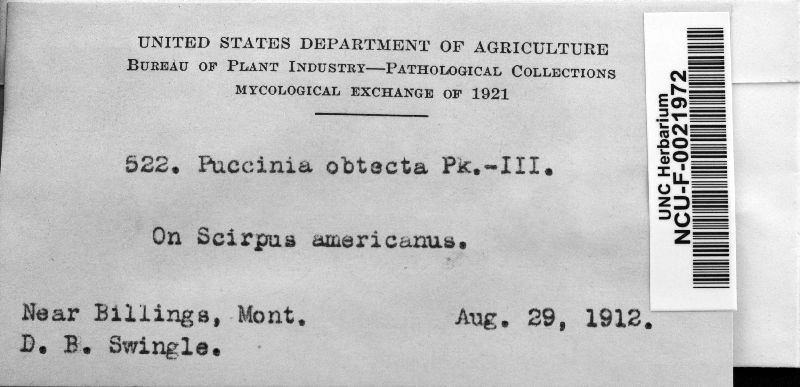 UNITED STATES DEPARTMENT OF AGRICULTURE
BUREAU OF PLANT INDUSTRY—PATHOLOGICAL COLLECTIONS
MYCOLOGICAL EXCHANGE OF 1921
522. Puccinia obtecta Pk.-III.
On Scirpus americanus.
Near Billings, Mont. Aug. 29, 1912.
D. B. Swingle.
UNC Herbarium
NCU-F-0021972